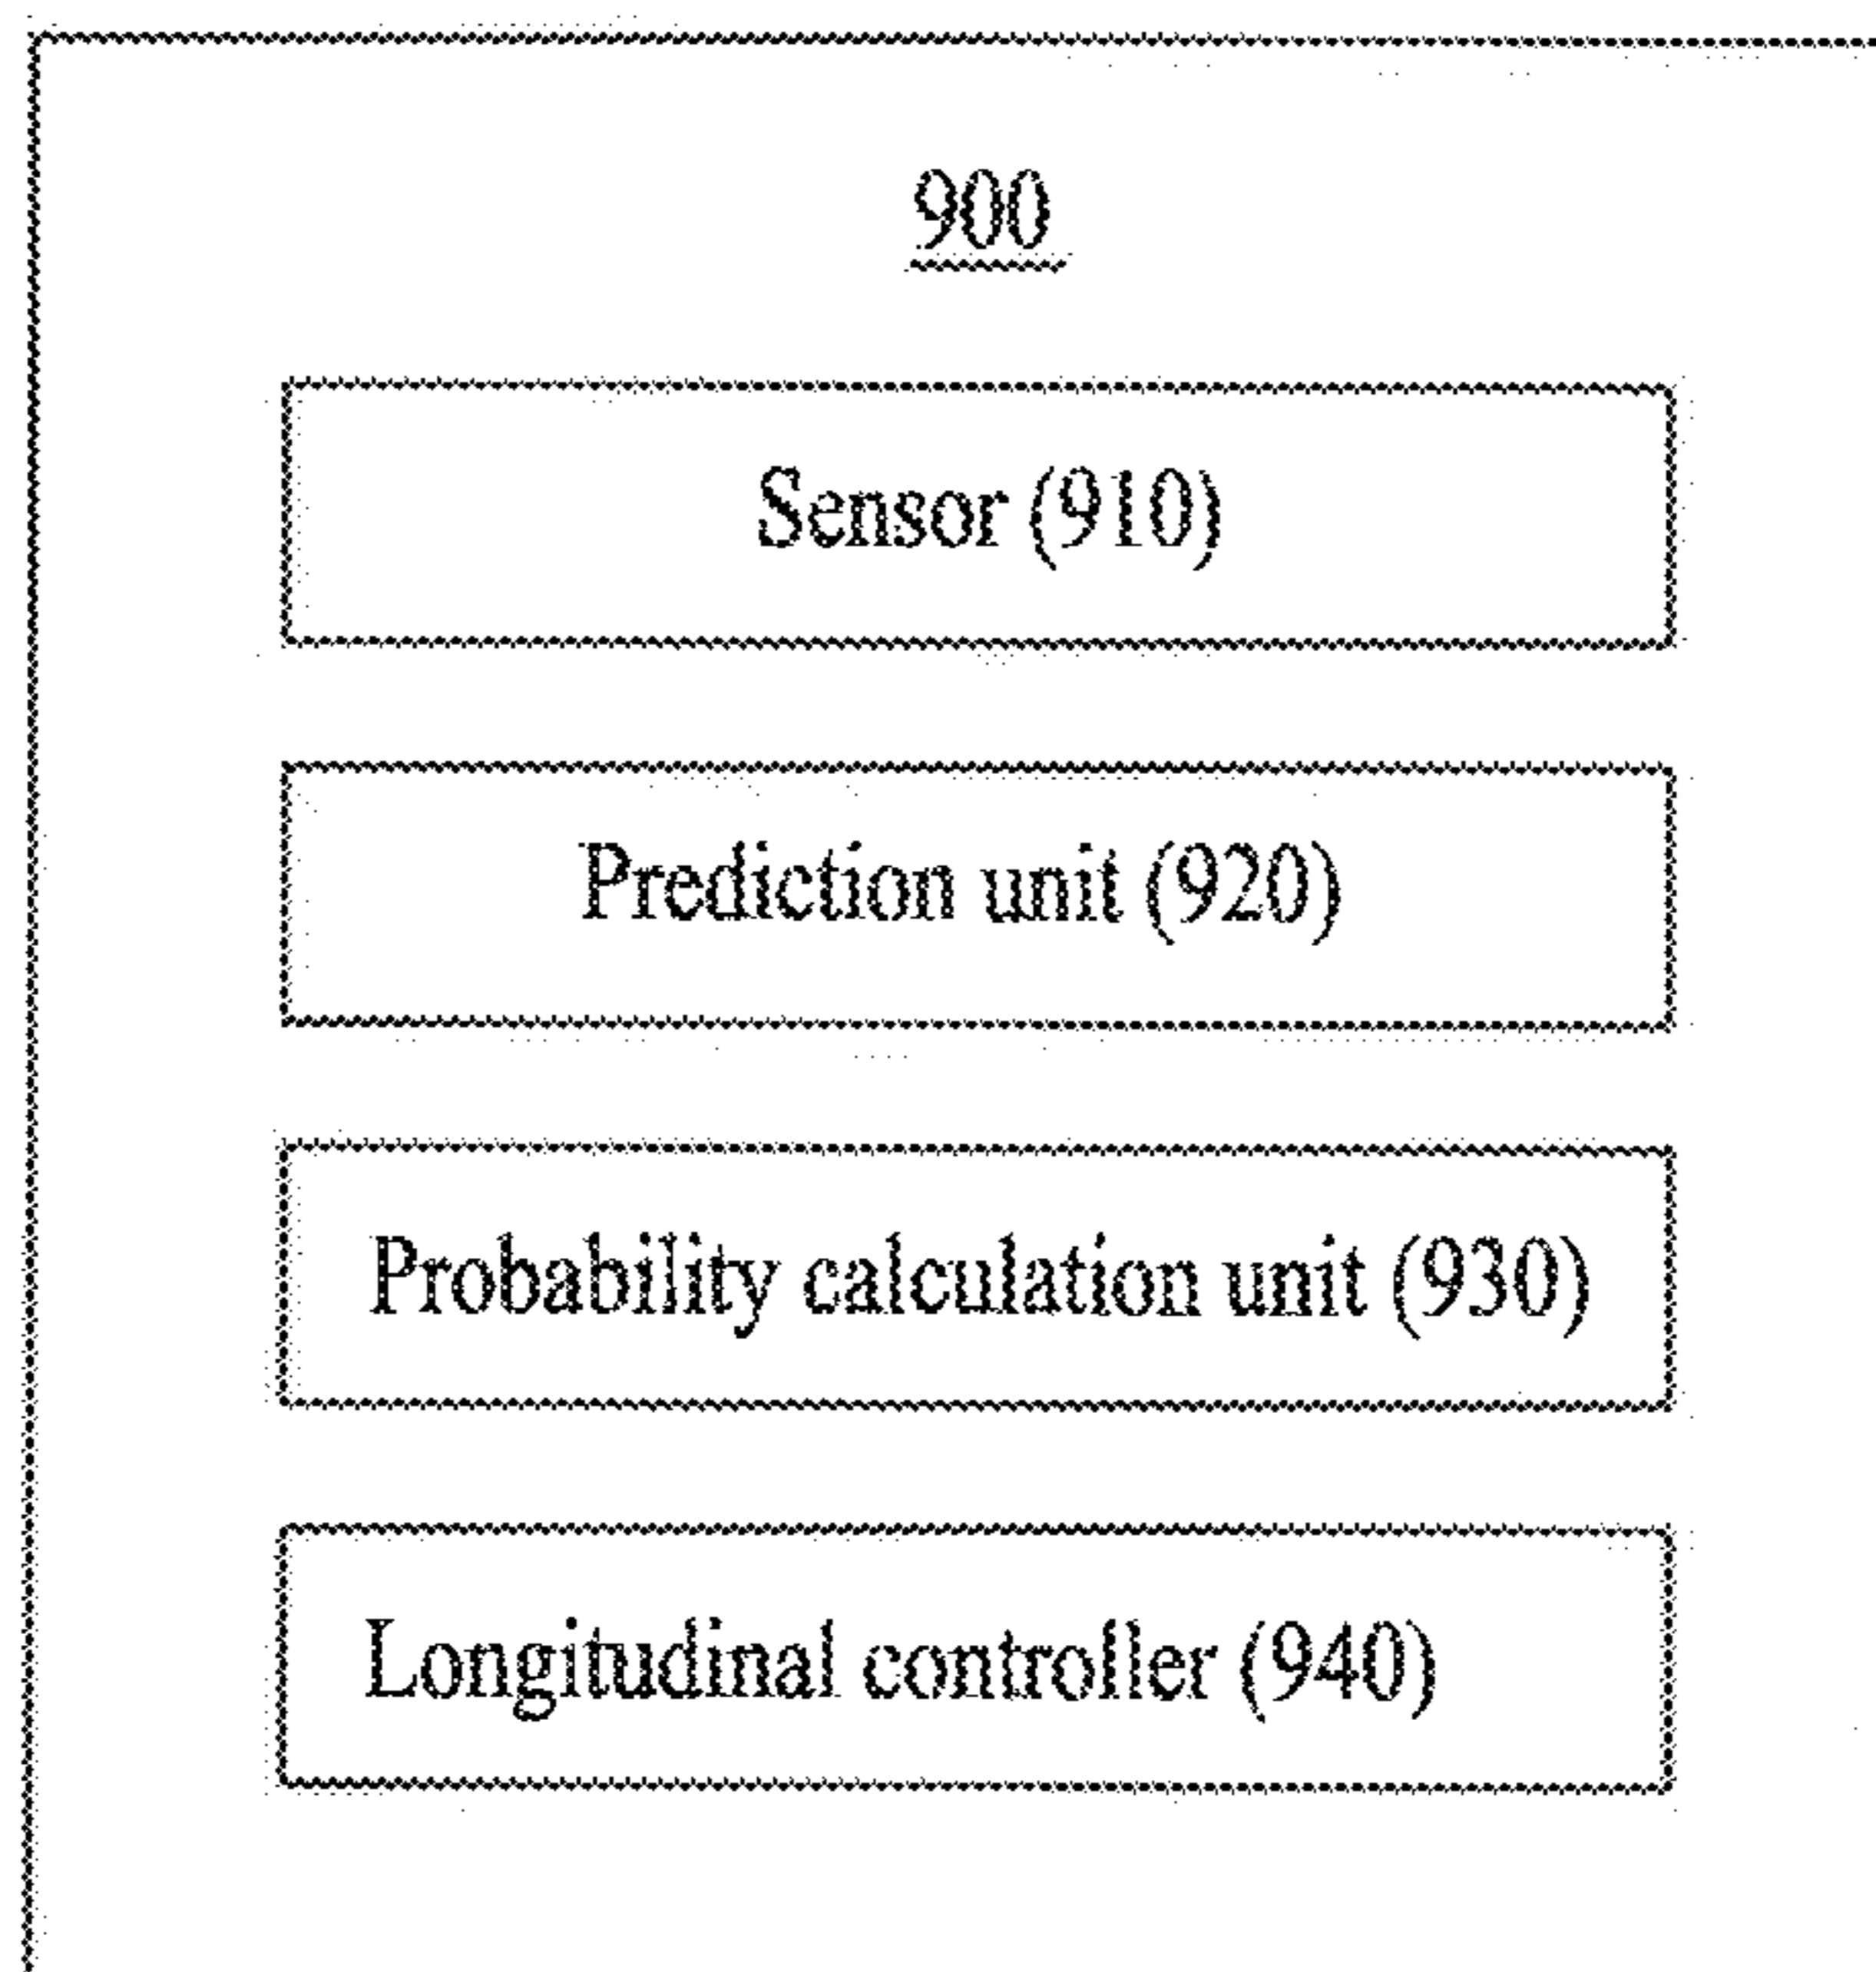 900
Sensor (910)
Prediction unit (920)
Probability calculation unit (930)
Longitudinal controller (940)